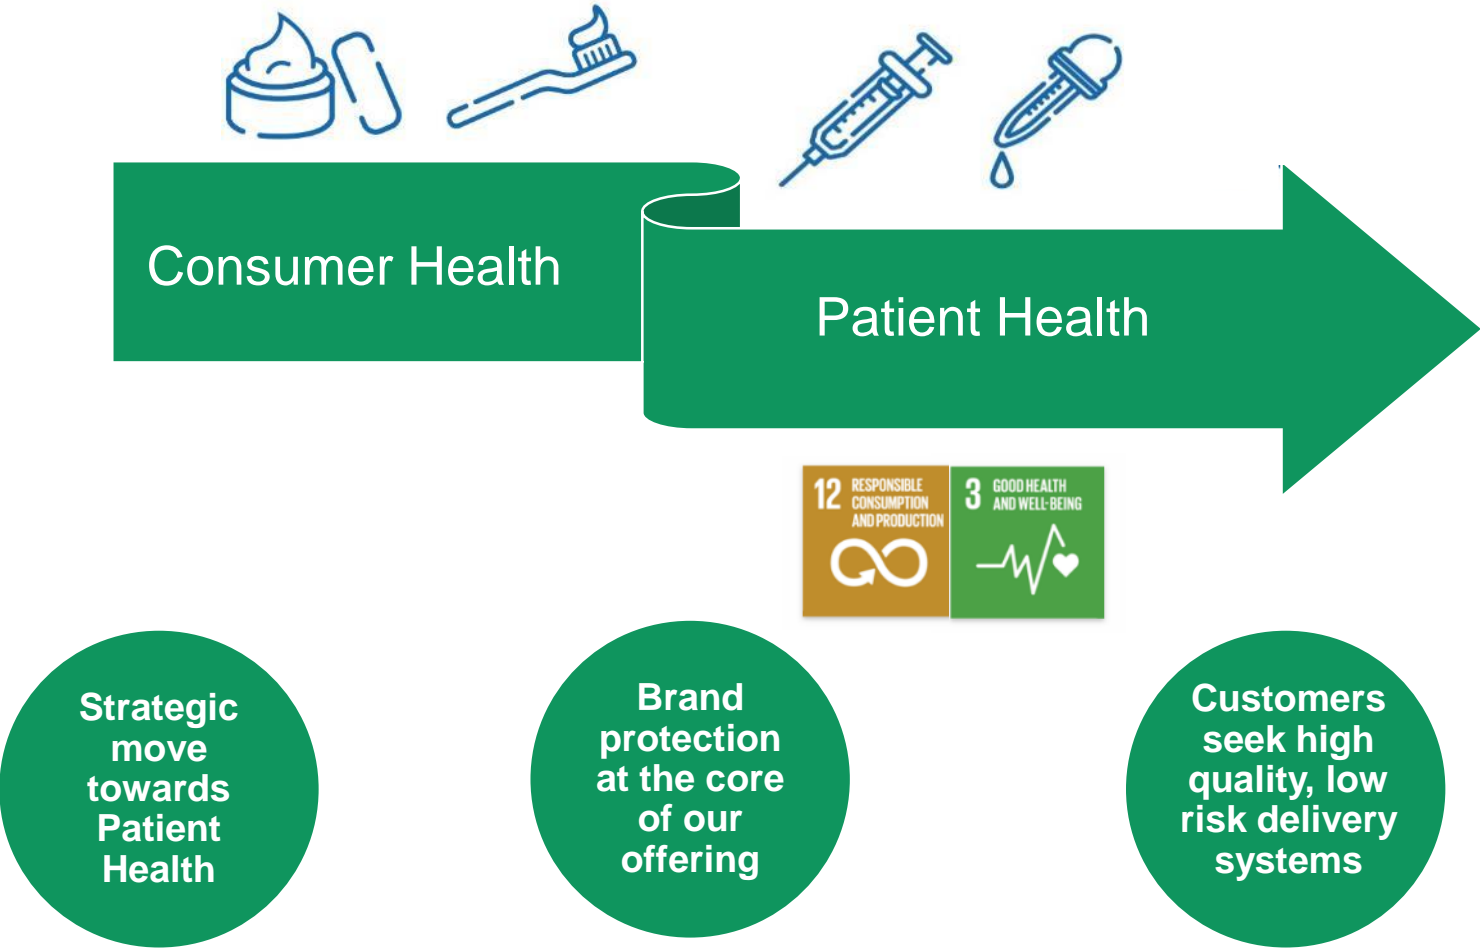 Consumer Health
Patient Health
12 RESPONSIBLE
CONSUMPTION
AND PRODUCTION
3 GOOD HEALTH
AND WELL-BEING
Strategic
move
towards
Patient
Health
Brand
protection
at the core
of our
offering
Customers
seek high
quality, low
risk delivery
systems